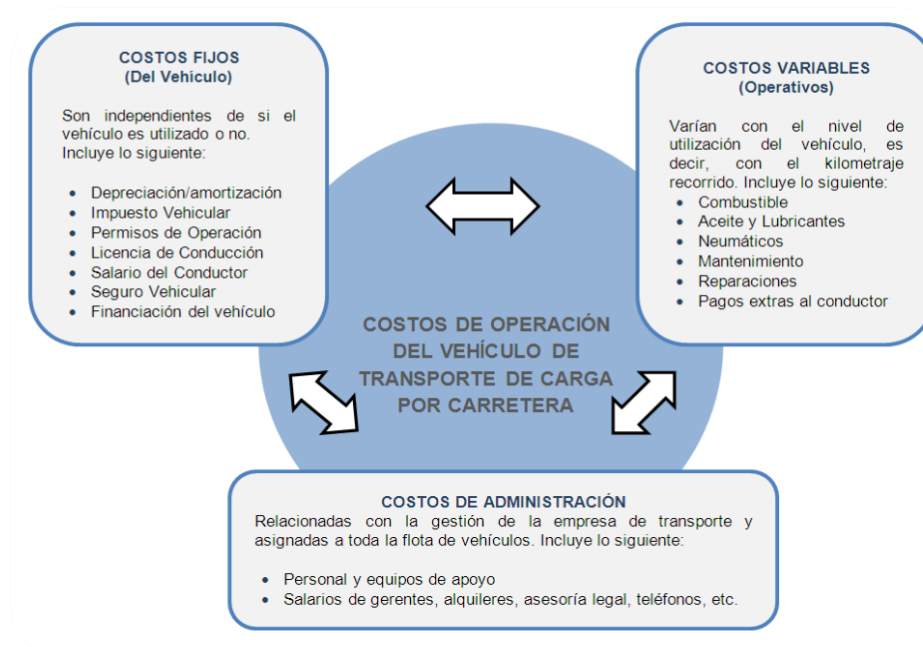 COSTOS FIJOS
(Del Vehículo)
Son independientes de si el
vehículo es utilizado o no.
Incluye lo siguiente:
• Depreciación/amortización
• Impuesto Vehicular
• Permisos de Operación
• Licencia de Conducción
• Salario del Conductor
• Seguro Vehicular
• Financiación del vehículo
COSTOS VARIABLES
(Operativos)
Varían con el nivel de
utilización del vehículo, es
decir, con el kilometraje
recorrido. Incluye lo siguiente:
• Combustible
• Aceite y Lubricantes
• Neumáticos
• Mantenimiento
• Reparaciones
• Pagos extras al conductor
COSTOS DE OPERACIÓN
DEL VEHÍCULO DE
TRANSPORTE DE CARGA
POR CARRETERA
COSTOS DE ADMINISTRACIÓN
Relacionadas con la gestión de la empresa de transporte y
asignadas a toda la flota de vehículos. Incluye lo siguiente:
• Personal y equipos de apoyo
• Salarios de gerentes, alquileres, asesoría legal, teléfonos, etc.